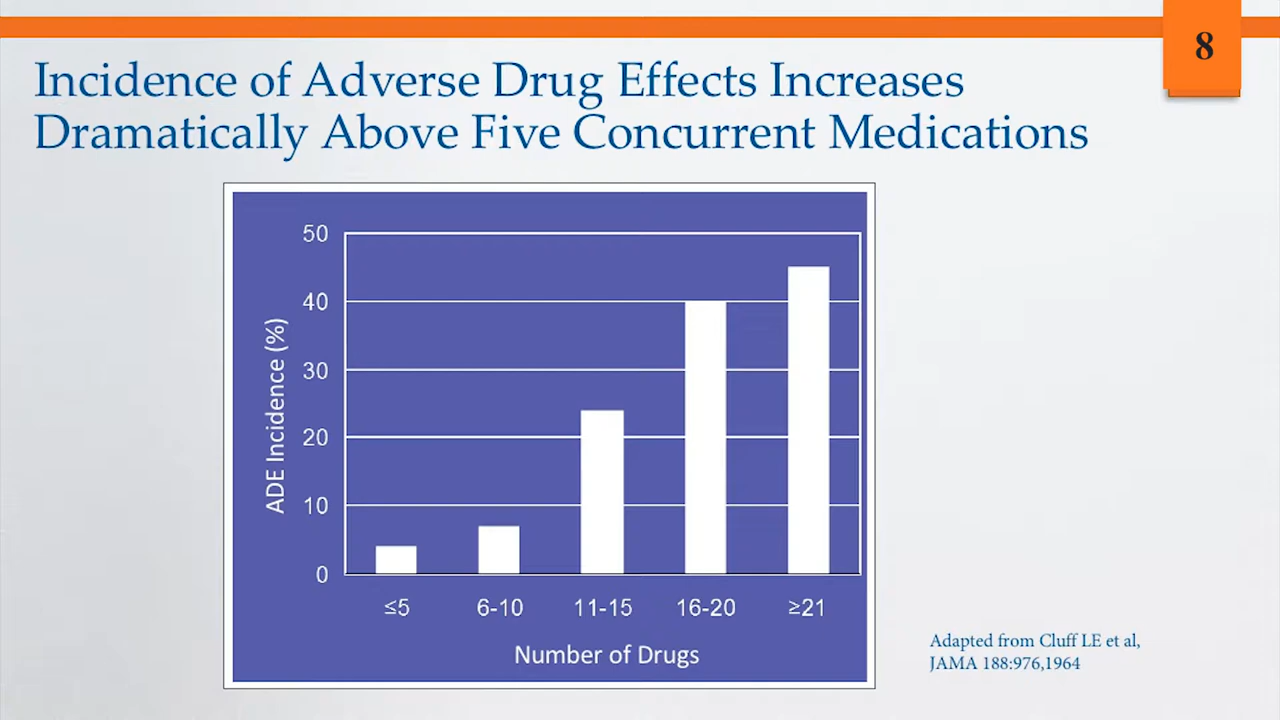 8
Incidence of Adverse Drug Effects Increases
Dramatically Above Five Concurrent Medications
50
40
30
20
10
0
ADE Incidence (%)
≤5 6-10 11-15 16-20 ≥21
Number of Drugs
Adapted from Cluff LE et al,
JAMA 188:976,1964